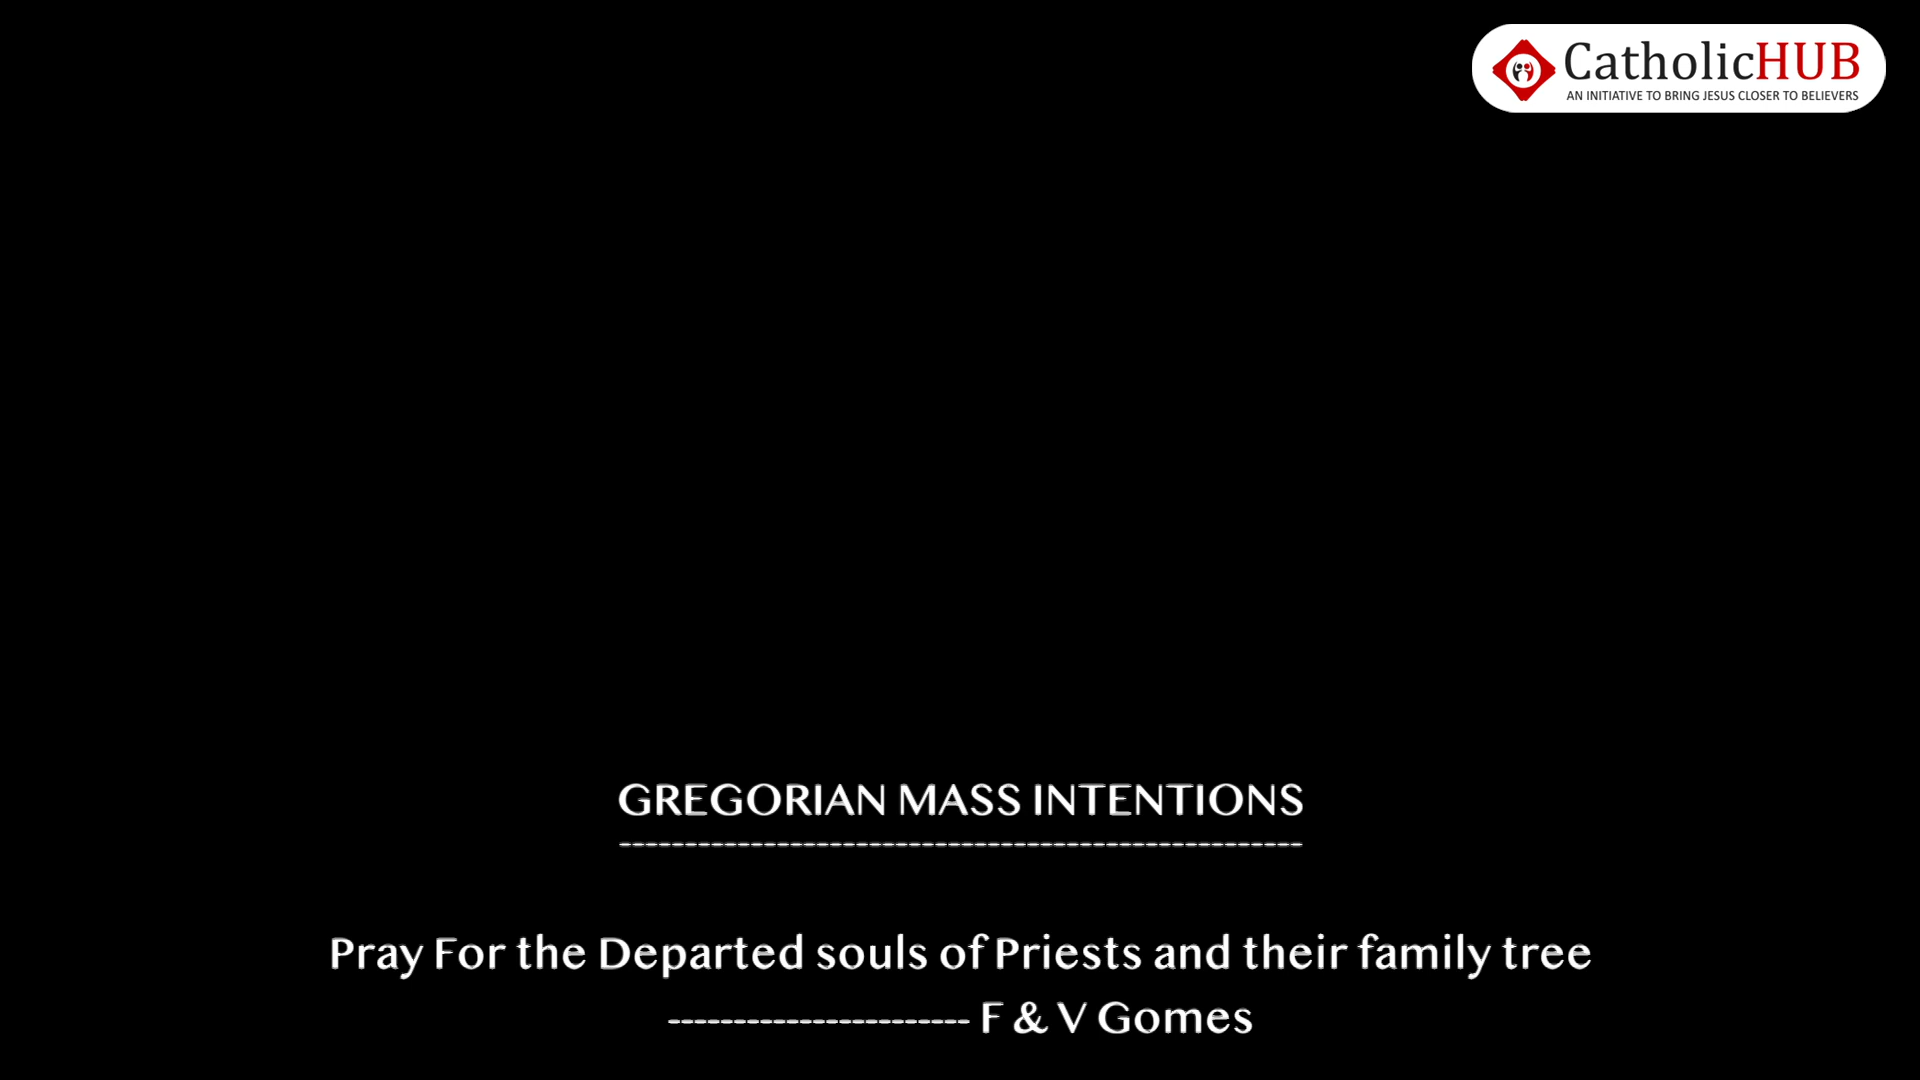 CatholicHUB
AN INITIATIVE TO BRING JESUS CLOSER TO BELIEVERS
GREGORIAN MASS INTENTIONS
----------------------------------------------------
Pray For the Departed souls of Priests and their family tree
----------------------- F & V Gomes